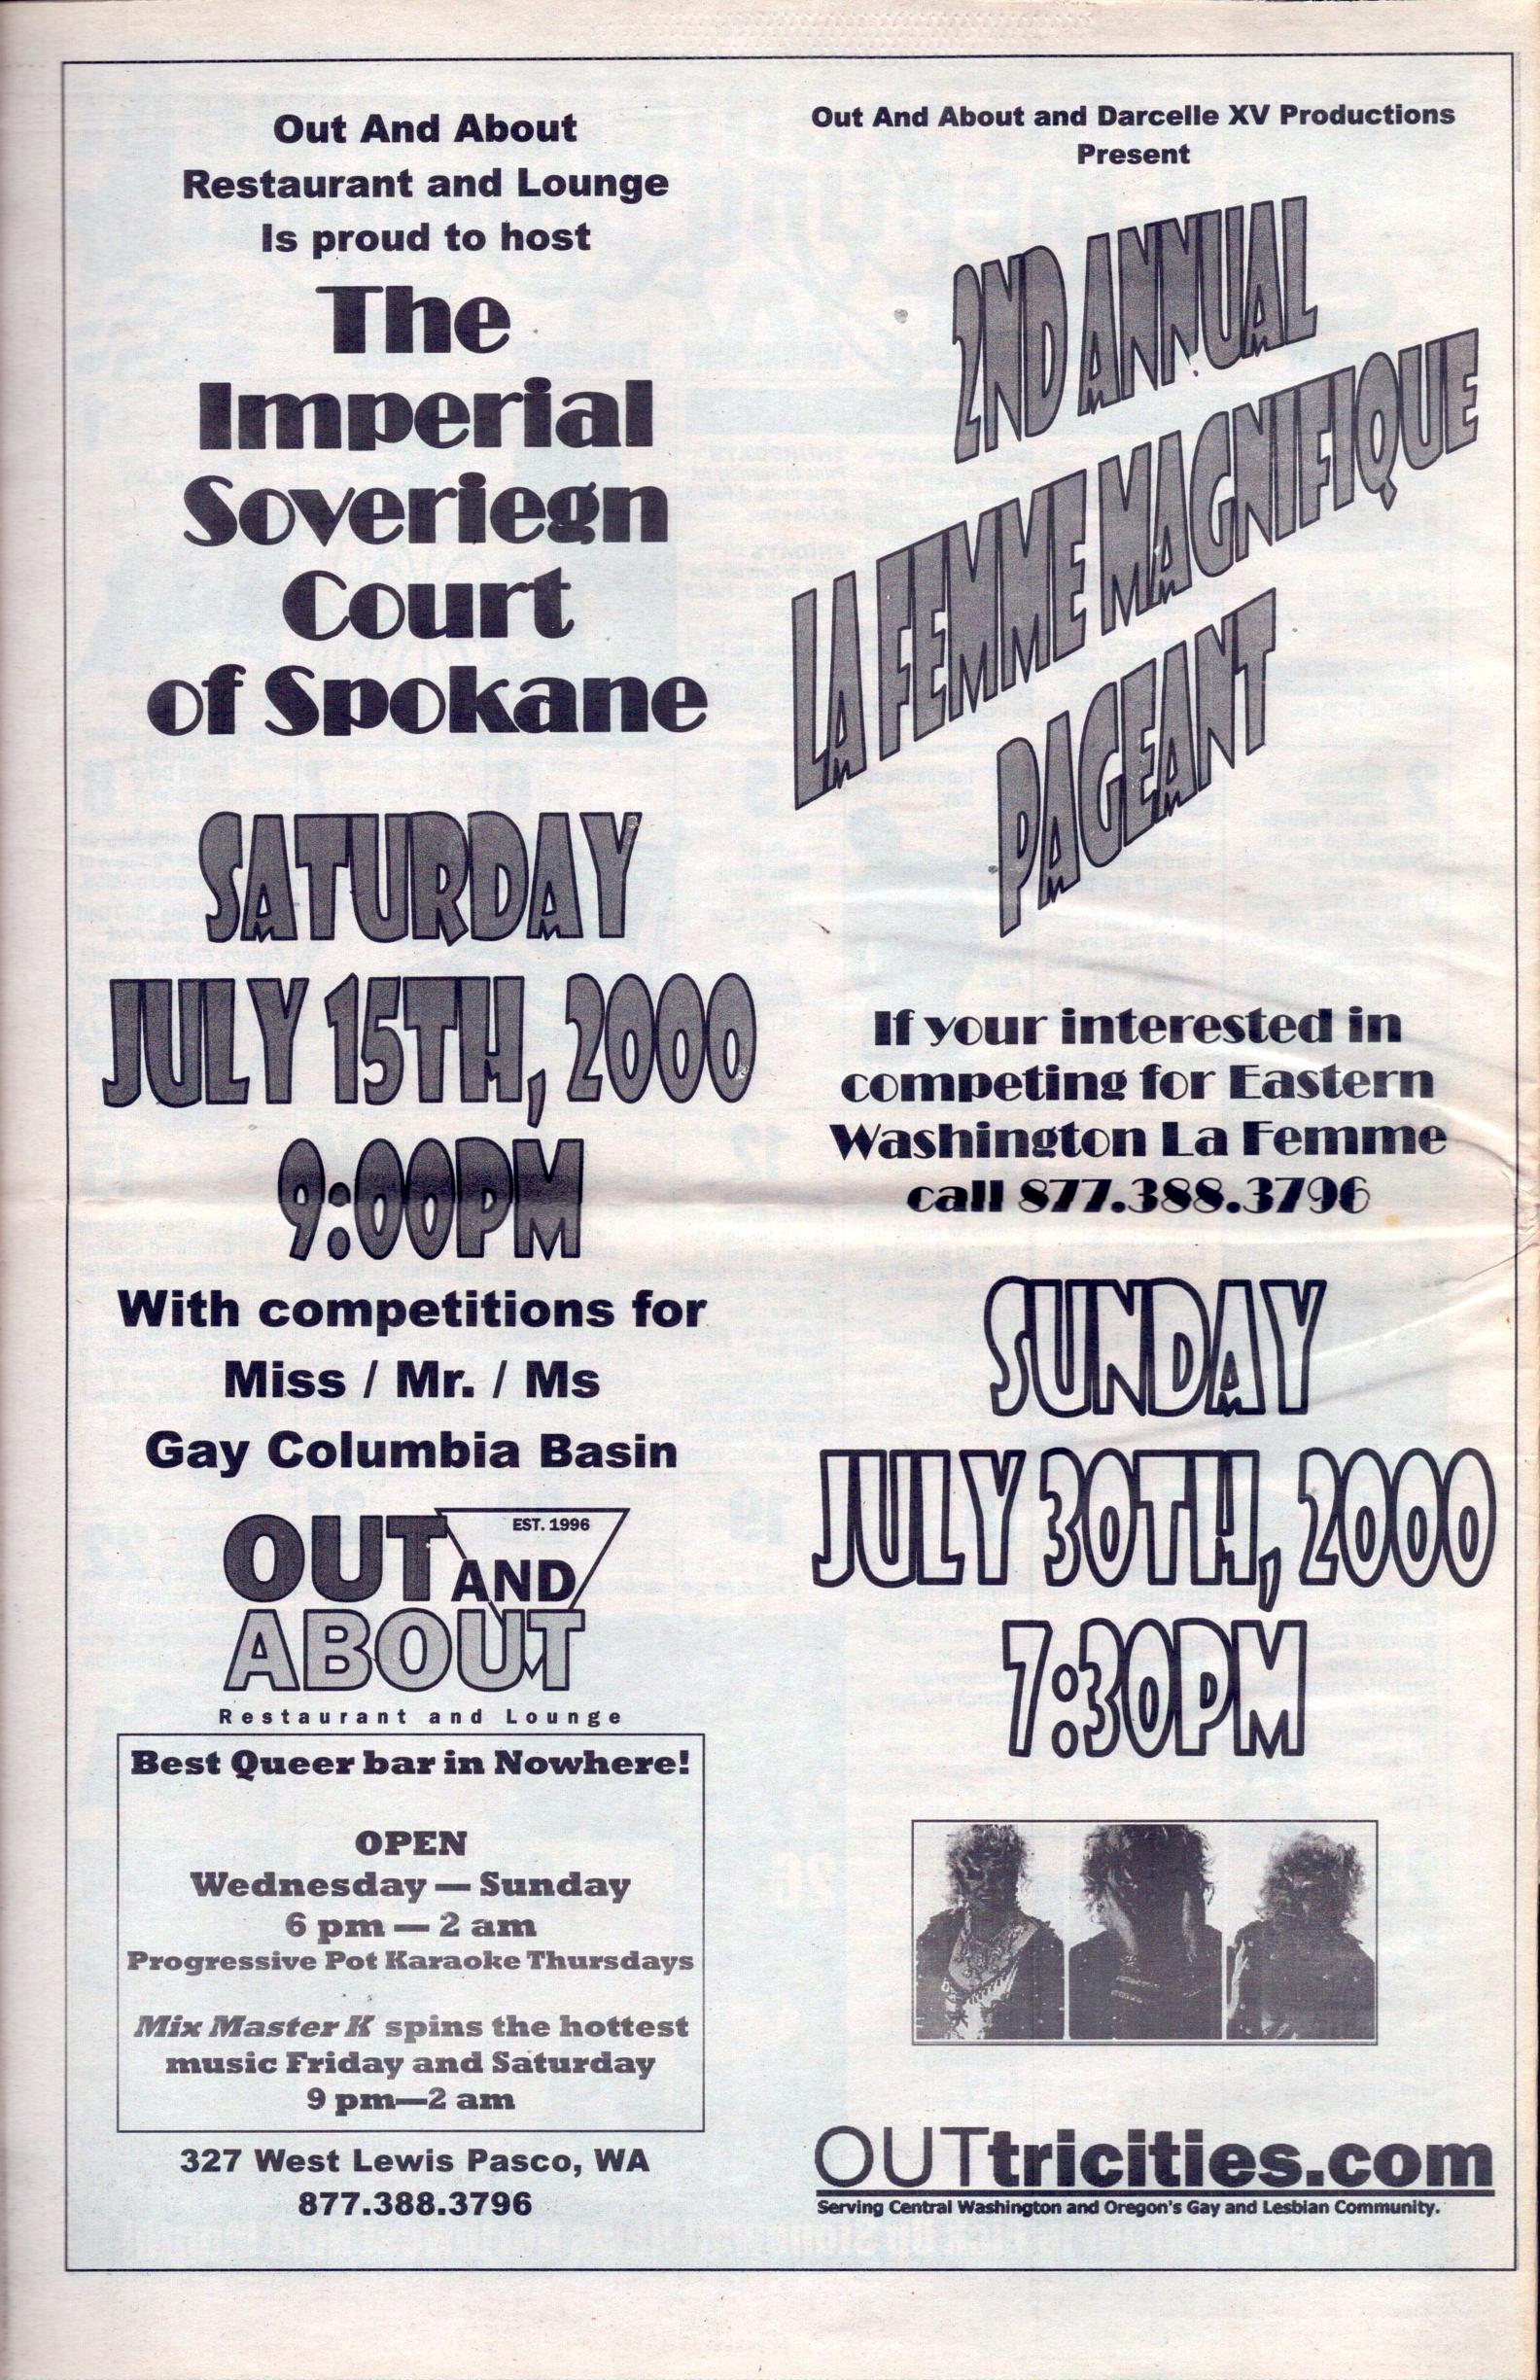 Out And About
Restaurant and Lounge
Is proud to host
The
Imperial
Soveriegn
Court
of Spokane
SATURDAY
JULY 15TH, 2000
9:00PM
With competitions for
Miss / Mr. / Ms
Gay Columbia Basin
OUT AND
EST. 1996
ABOUT
Restaurant and Lounge
Best Queer bar in Nowhere!
OPEN
Wednesday — Sunday
6 pm — 2 am
Progressive Pot Karaoke Thursdays
Mix Master K spins the hottest
music Friday and Saturday
9 pm—2 am
327 West Lewis Pasco, WA
877.388.3796
Out And About and Darcelle XV Productions
Present
2ND ANNUAL
LA FEMME MAGNIFIQUE
PAGEANT
If your interested in
competing for Eastern
Washington La Femme
call 877.388.3796
SUNDAY
JULY 30TH, 2000
7:30PM
OUTtricities.com
Serving Central Washington and Oregon's Gay and Lesbian Community.